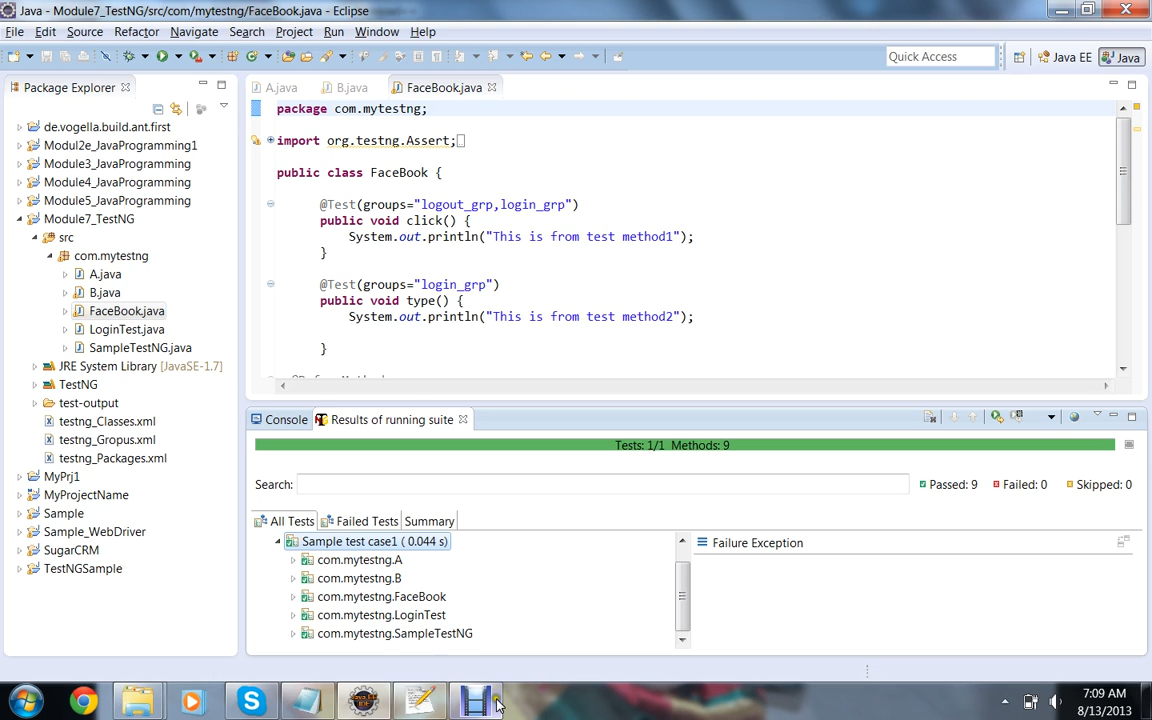 Java - Module7_TestNG/src/com/mytestng/FaceBook.java - Eclipse
File Edit Source Refactor Navigate Search Project Run Window Help
Quick Access Java EE Java
Package Explorer
de.vogella.build.ant.first
Modul2e_JavaProgramming1
Module3_JavaProgramming
Module4_JavaProgramming
Module5_JavaProgramming
Module7_TestNG
src
com.mytestng
A.java
B.java
FaceBook.java
LoginTest.java
SampleTestNG.java
JRE System Library [JavaSE-1.7]
TestNG
test-output
testng_Classes.xml
testng_Gropus.xml
testng_Packages.xml
MyPrj1
MyProjectName
Sample
Sample_WebDriver
SugarCRM
TestNGSample
A.java B.java FaceBook.java
package com.mytestng;
import org.testng.Assert;
public class FaceBook {
@Test(groups="logout_grp,login_grp")
public void click() {
System.out.println("This is from test method1");
}
@Test(groups="login_grp")
public void type() {
System.out.println("This is from test method2");
}
Console Results of running suite
Tests: 1/1 Methods: 9
Search: Passed: 9 Failed: 0 Skipped: 0
All Tests Failed Tests Summary
Sample test case1 ( 0.044 s)
com.mytestng.A
com.mytestng.B
com.mytestng.FaceBook
com.mytestng.LoginTest
com.mytestng.SampleTestNG
Failure Exception
7:09 AM
8/13/2013